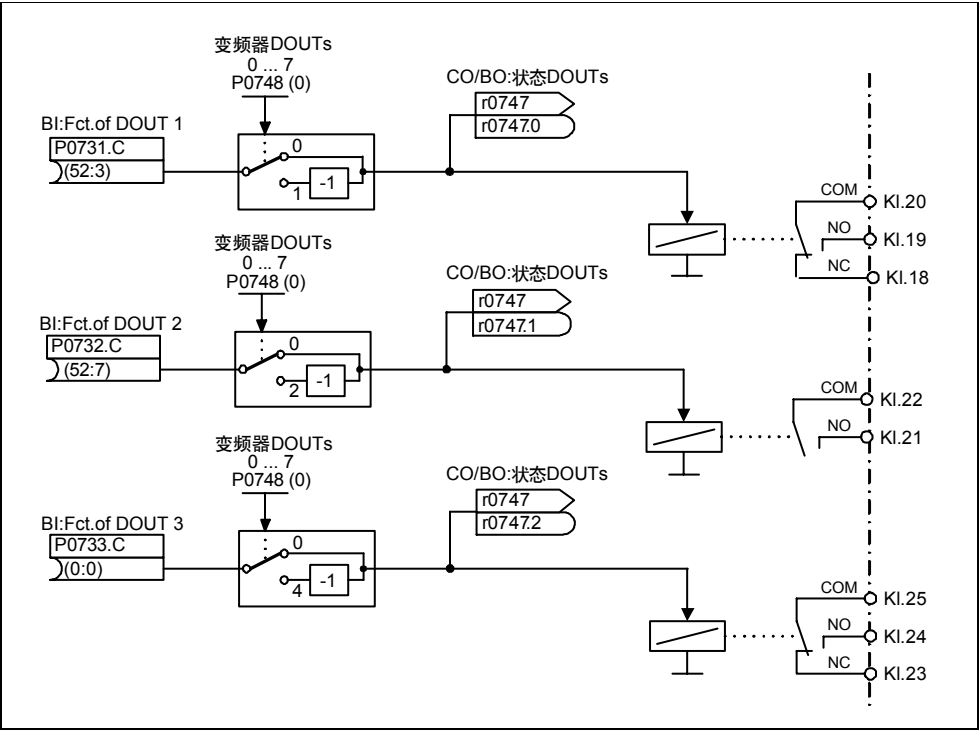 变频器DOUTs
0 ... 7
P0748 (0)
CO/BO:状态DOUTs
r0747
r0747.0
BI:Fct.of DOUT 1
P0731.C
(52:3)
0
1
-1
COM
Kl.20
NO
Kl.19
NC
Kl.18
变频器DOUTs
0 ... 7
P0748 (0)
CO/BO:状态DOUTs
r0747
r0747.1
BI:Fct.of DOUT 2
P0732.C
(52:7)
0
2
-1
COM
Kl.22
NO
Kl.21
变频器DOUTs
0 ... 7
P0748 (0)
CO/BO:状态DOUTs
r0747
r0747.2
BI:Fct.of DOUT 3
P0733.C
(0:0)
0
4
-1
COM
Kl.25
NO
Kl.24
NC
Kl.23